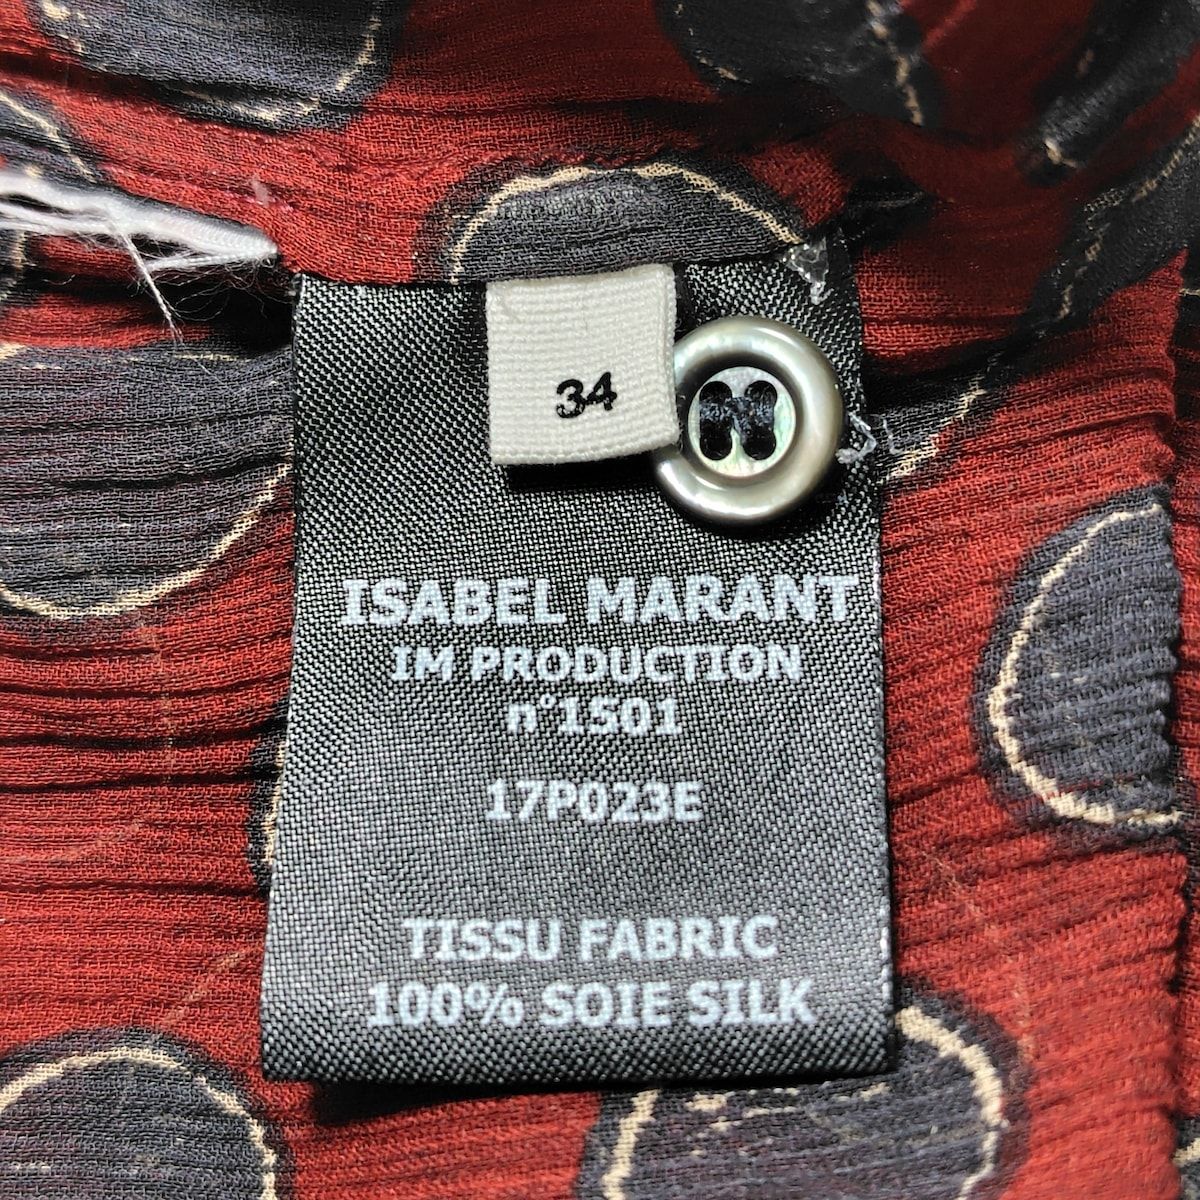 34
ISABEL MARANT
IM PRODUCTION
n°1501
17P023E
TISSU FABRIC
100% SOIE SILK